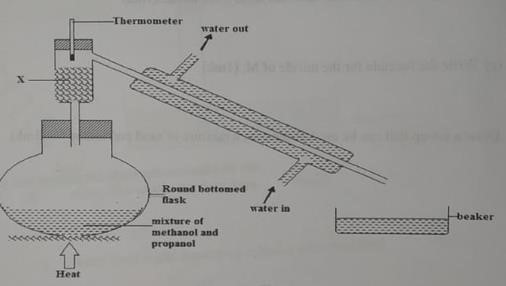 Thermometer
water out
X
Round bottomed
flask
water in
beaker
mixture of
methanol and
propanol
Heat